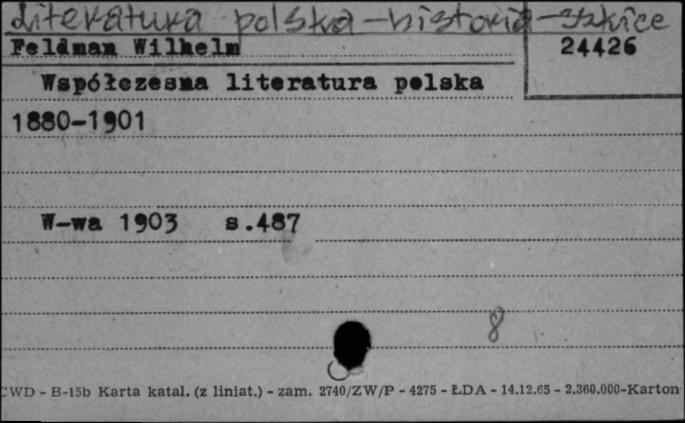 Literatura polska - historia - szkice
Feldman Wilhelm
24426
Współczesna literatura polska
1880-1901
W-wa 1903 s.487
8
CWD - B-15b Karta katal. (z liniat.) - zam. 2740/ZW/P - 4275 - ŁDA - 14.12.65 - 2.360.000-Karton